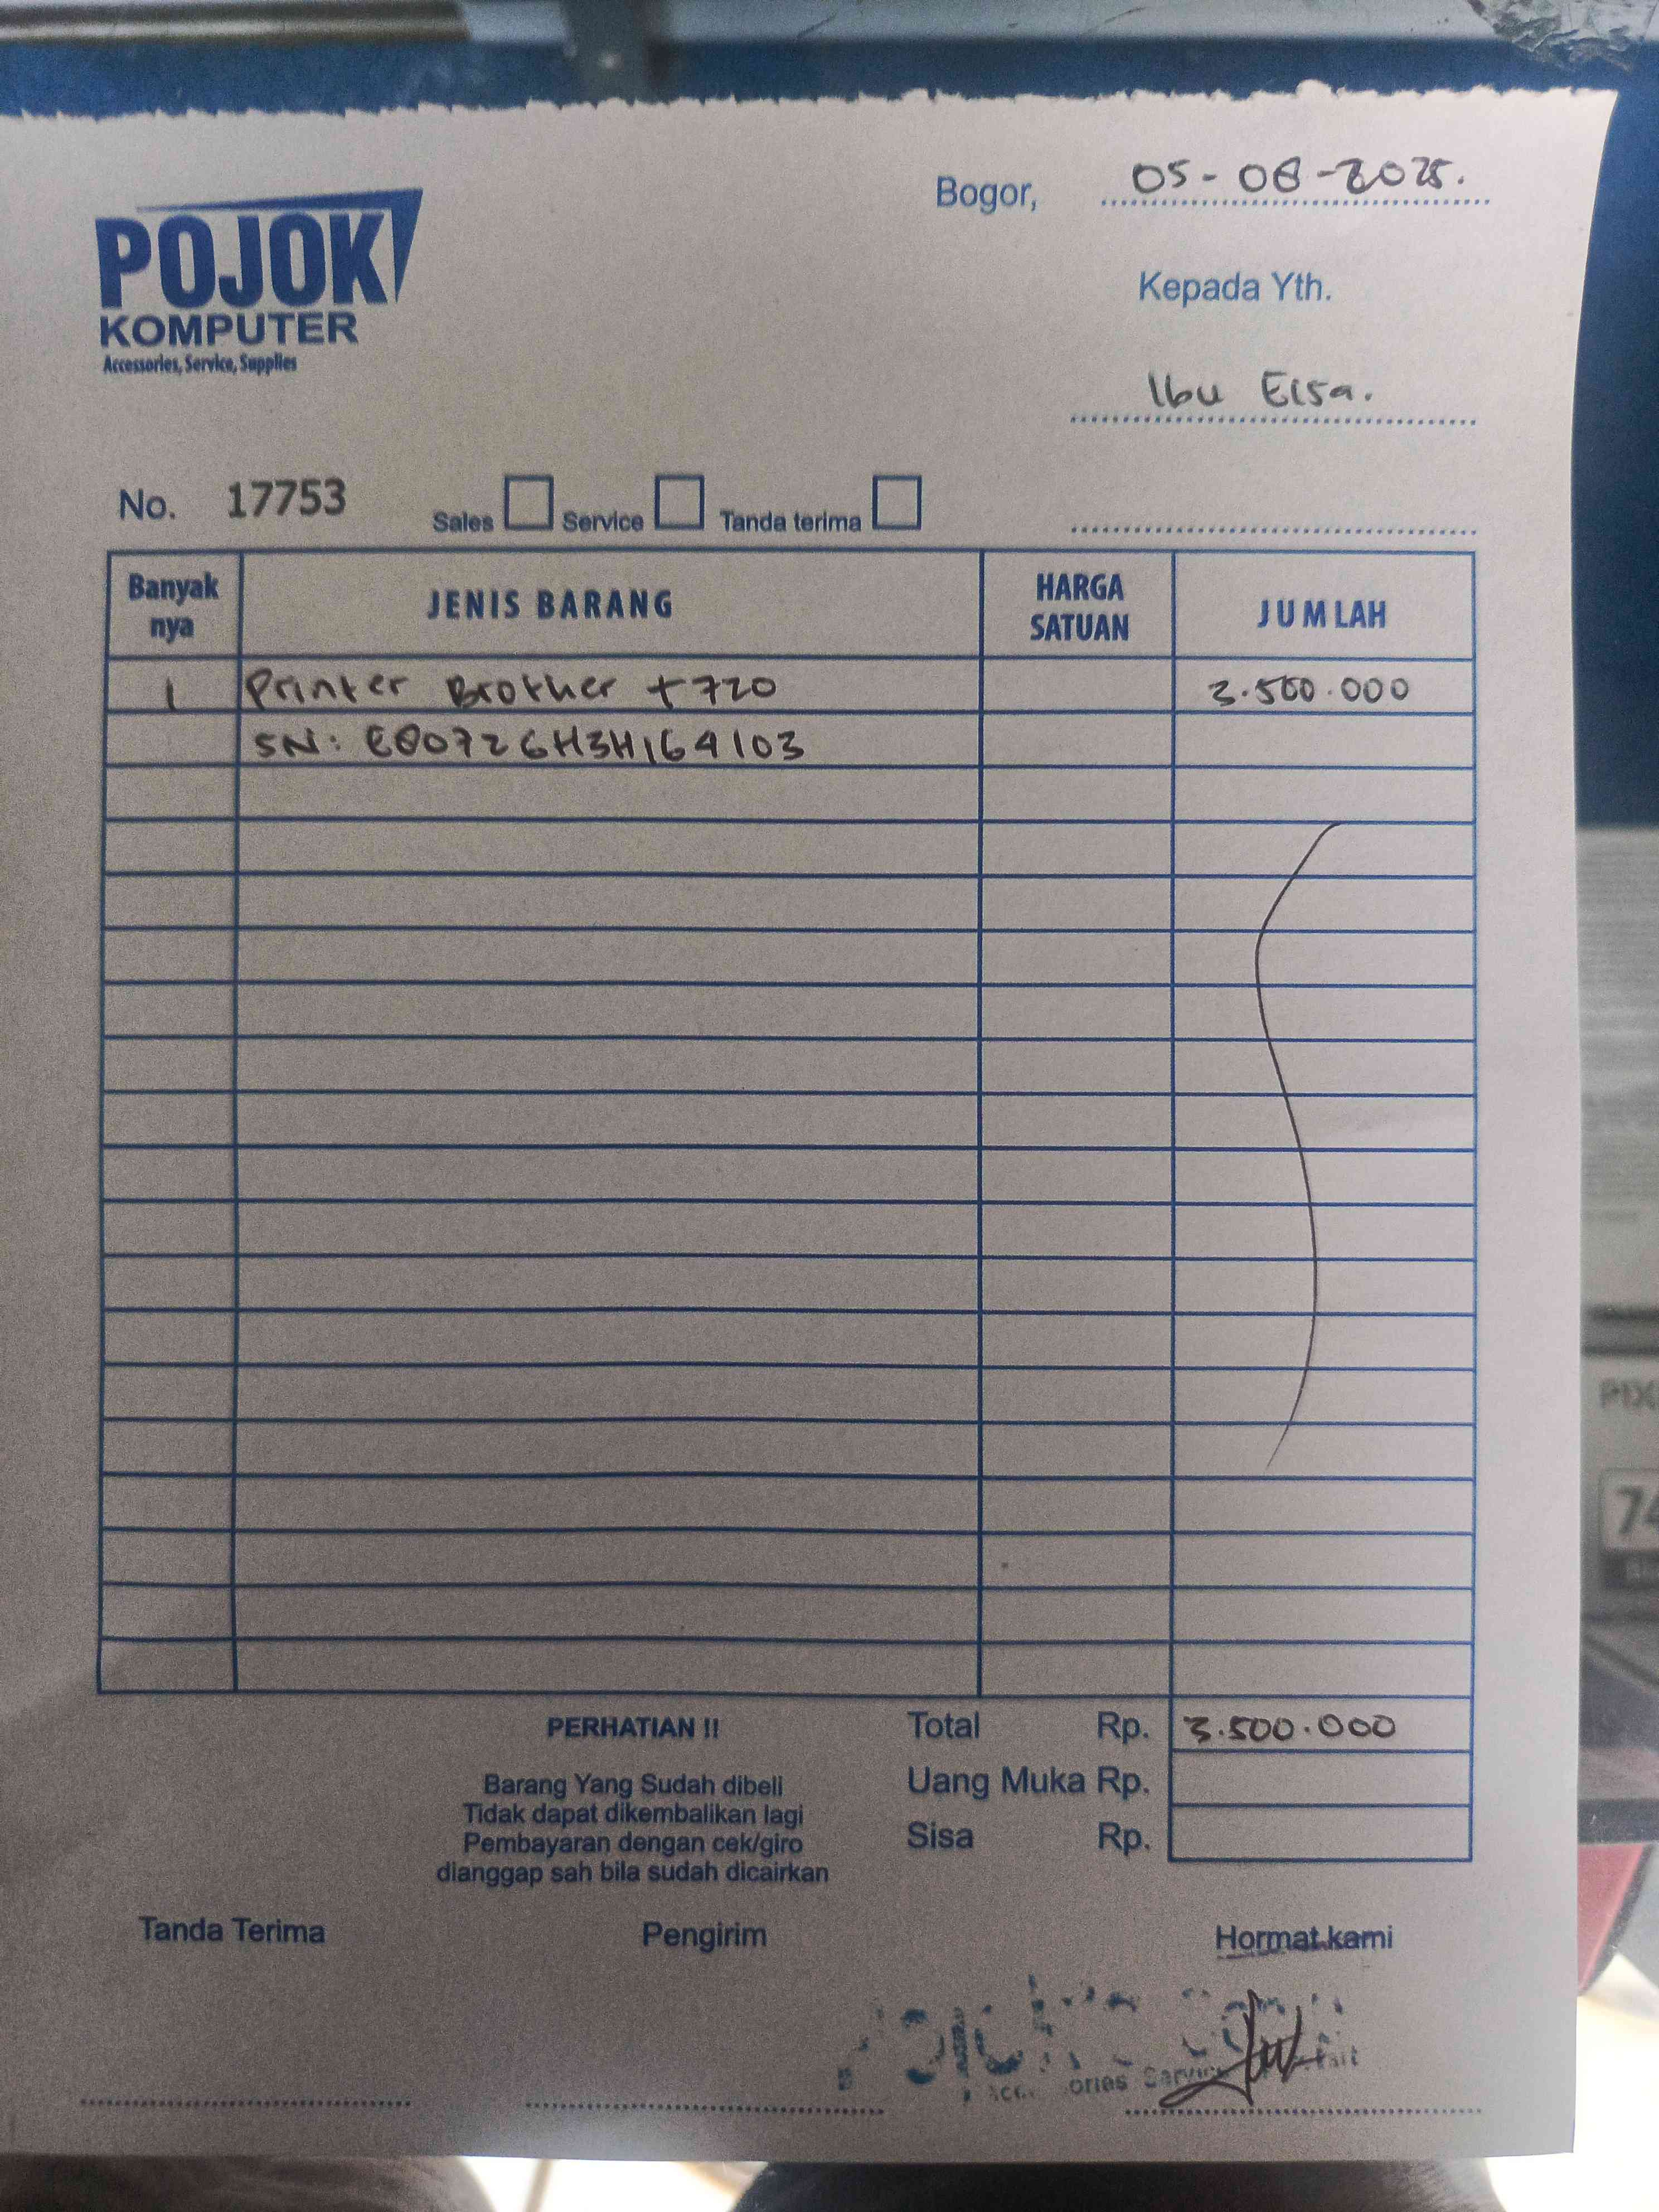 Bogor, 05-08-2025.
POJOK
KOMPUTER
Accessories, Service, Supplies
Kepada Yth.
Ibu Elsa.
No. 17753 Sales Service Tanda terima
Banyak nya JENIS BARANG HARGA SATUAN JUMLAH
1 Printer Brother t720 3.500.000
SN: E80726H3H164103
PERHATIAN !!
Barang Yang Sudah dibeli
Tidak dapat dikembalikan lagi
Pembayaran dengan cek/giro
dianggap sah bila sudah dicairkan
Total Rp. 3.500.000
Uang Muka Rp.
Sisa Rp.
Tanda Terima Pengirim Hormat kami
74